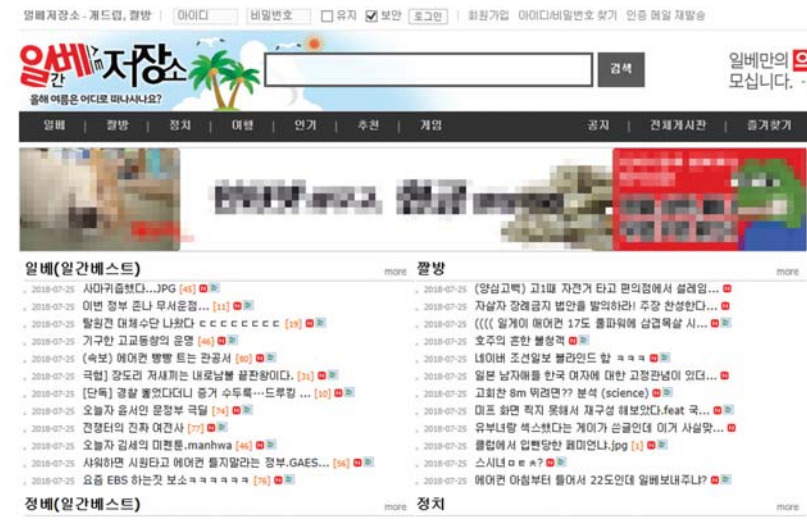 일베저장소 - 개드립, 짤방 | 아이디 비밀번호 유지 보안 로그인 | 회원가입 아이디/비밀번호 찾기 인증 메일 재발송
일간베스트 저장소
올해 여름은 어디로 떠나시나요?
검색
일베만의
모십니다.
일베 | 짤방 | 정치 | 여행 | 인기 | 추천 | 게임 공지 | 전체게시판 | 즐겨찾기
일베(일간베스트) more
2018-07-25 사마귀즙했다...JPG [45]
2018-07-25 이번 정부 존나 무서운점... [11]
2018-07-25 탈원전 대체수단 나왔다 ㄷㄷㄷㄷㄷㄷㄷㄷ [19]
2018-07-25 기구한 고교동창의 운명 [46]
2018-07-25 (속보) 에어컨 빵빵 트는 관공서 [80]
2018-07-25 극혐] 장도리 저새끼는 내로남불 끝판왕이다. [31]
2018-07-25 [단독] 경찰 뚫었다더니 증거 수두룩…드루킹 ... [10]
2018-07-25 오늘자 윤서인 문정부 극딜 [74]
2018-07-25 전쟁터의 진짜 여전사 [77]
2018-07-25 오늘자 김세의 미퀜툰.manhwa [46]
2018-07-25 샤워하면 시원타고 에어컨 틀지말라는 정부.GAES... [56]
2018-07-25 요즘 EBS 하는짓 보소ㅋㅋㅋㅋㅋㅋ [76]
정베(일간베스트) more
짤방 more
2018-07-25 (양심고백) 고1때 자전거 타고 편의점에서 설레임...
2018-07-25 자살자 장례금지 법안을 발의하라! 주장 찬성한다...
2018-07-25 (((( 일게이 애어컨 17도 풀파워에 삼겹목살 시...
2018-07-25 호주의 흔한 불청객
2018-07-25 네이버 조선일보 블라인드 함 ㅋㅋㅋ
2018-07-25 일본 남자애들 한국 여자에 대한 고정관념이 있더...
2018-07-25 고회찬 8m 뛰려면?? 분석 (science)
2018-07-25 미프 화면 찍지 못해서 재구성 해보았다.feat 국...
2018-07-25 유부녀랑 섹스했다는 게이가 쓴글인데 이거 사실맞...
2018-07-25 클럽에서 입뺀당한 페미언냐.jpg [1]
2018-07-25 스시녀 ㅁㅌㅊ?
2018-07-25 에어컨 아침부터 틀어서 22도인데 일베보내주냐?
정치 more